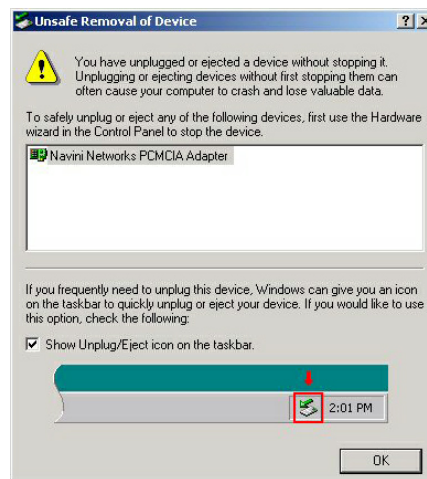 Unsafe Removal of Device
You have unplugged or ejected a device without stopping it.
Unplugging or ejecting devices without first stopping them can
often cause your computer to crash and lose valuable data.
To safely unplug or eject any of the following devices, first use the Hardware
wizard in the Control Panel to stop the device.
Navini Networks PCMCIA Adapter
If you frequently need to unplug this device, Windows can give you an icon
on the taskbar to quickly unplug or eject your device. If you would like to use
this option, check the following:
Show Unplug/Eject icon on the taskbar.
2:01 PM
OK